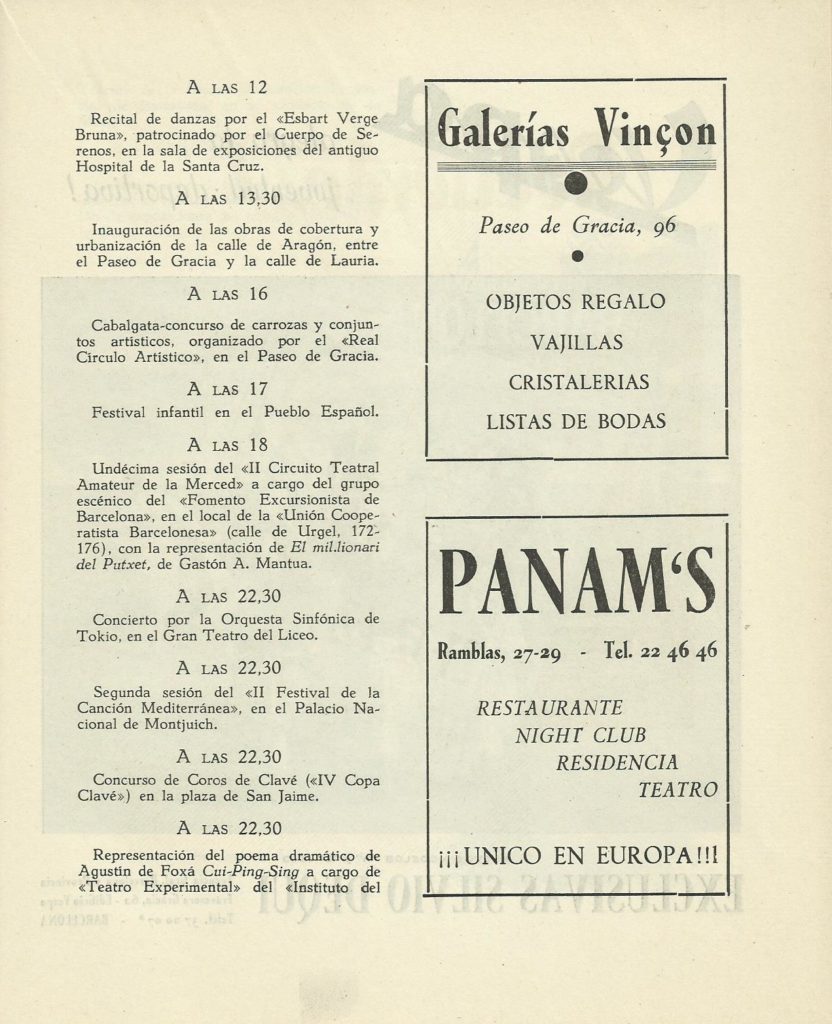 A LAS 12
Recital de danzas por el «Esbart Verge
Bruna», patrocinado por el Cuerpo de Se-
renos, en la sala de exposiciones del antiguo
Hospital de la Santa Cruz.
A LAS 13,30
Inauguración de las obras de cobertura y
urbanización de la calle de Aragón, entre
el Paseo de Gracia y la calle de Lauria.
A LAS 16
Cabalgata-concurso de carrozas y conjun-
tos artísticos, organizado por el «Real
Círculo Artístico», en el Paseo de Gracia.
A LAS 17
Festival infantil en el Pueblo Español.
A LAS 18
Undécima sesión del «II Circuito Teatral
Amateur de la Merced» a cargo del grupo
escénico del «Fomento Excursionista de
Barcelona», en el local de la «Unión Coope-
ratista Barcelonesa» (calle de Urgel, 172-
176), con la representación de El mil.lionari
del Putxet, de Gastón A. Mantua.
A LAS 22,30
Concierto por la Orquesta Sinfónica de
Tokio, en el Gran Teatro del Liceo.
A LAS 22,30
Segunda sesión del «II Festival de la
Canción Mediterránea», en el Palacio Na-
cional de Montjuich.
A LAS 22,30
Concurso de Coros de Clavé («IV Copa
Clavé») en la plaza de San Jaime.
A LAS 22,30
Representación del poema dramático de
Agustín de Foxá Cui-Ping-Sing a cargo de
«Teatro Experimental» del «Instituto del
Galerías Vinçon
Paseo de Gracia, 96
OBJETOS REGALO
VAJILLAS
CRISTALERIAS
LISTAS DE BODAS
PANAM‘S
Ramblas, 27-29 - Tel. 22 46 46
RESTAURANTE
NIGHT CLUB
RESIDENCIA
TEATRO
¡¡¡UNICO EN EUROPA!!!
EXCLUSIVAS SILVIO DEQUI